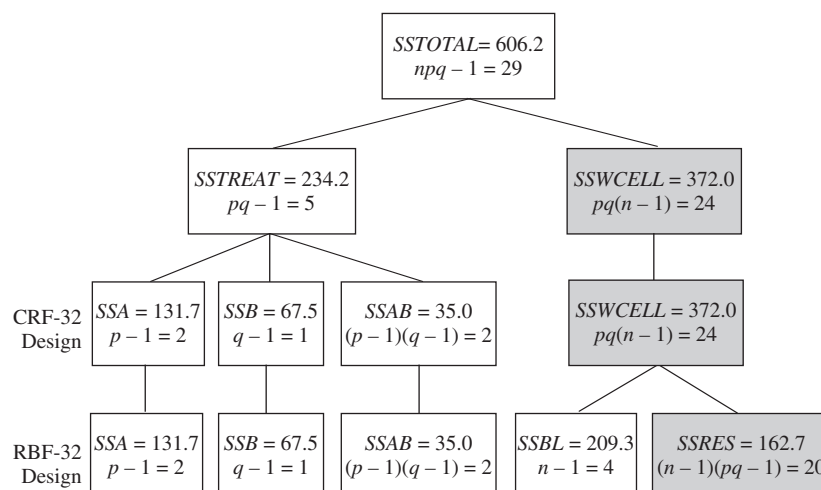 SSTOTAL= 606.2
npq – 1 = 29
SSTREAT = 234.2
pq – 1 = 5
SSWCELL = 372.0
pq(n – 1) = 24
CRF-32
Design
SSA = 131.7
p – 1 = 2
SSB = 67.5
q – 1 = 1
SSAB = 35.0
(p – 1)(q – 1) = 2
SSWCELL = 372.0
pq(n – 1) = 24
RBF-32
Design
SSA = 131.7
p – 1 = 2
SSB = 67.5
q – 1 = 1
SSAB = 35.0
(p – 1)(q – 1) = 2
SSBL = 209.3
n – 1 = 4
SSRES = 162.7
(n – 1)(pq – 1) = 20